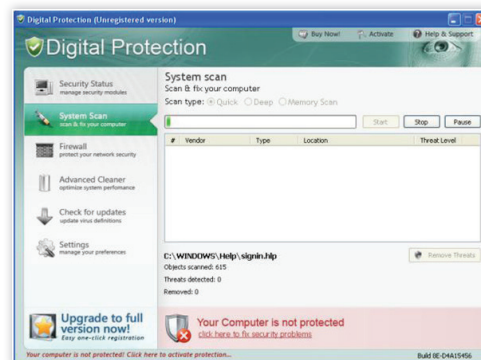 Digital Protection (Unregistered version)
Buy Now! Activate Help & Support
Digital Protection
Security Status
manage security modules
System Scan
scan & fix your computer
Firewall
protect your network security
Advanced Cleaner
optimize system perfomance
Check for updates
update virus definitions
Settings
manage your preferences
System scan
Scan & fix your computer
Scan type: Quick Deep Memory Scan
Start Stop Pause
# Vendor Type Location Threat Level
C:\WINDOWS\Help\signin.hlp
Objects scanned: 615
Threats detected: 0
Removed: 0
Remove Threats
Upgrade to full
version now!
Easy one-click registration
Your Computer is not protected
click here to fix security problems
Your computer is not protected! Click here to activate protection...
Build 8E-D4A15456